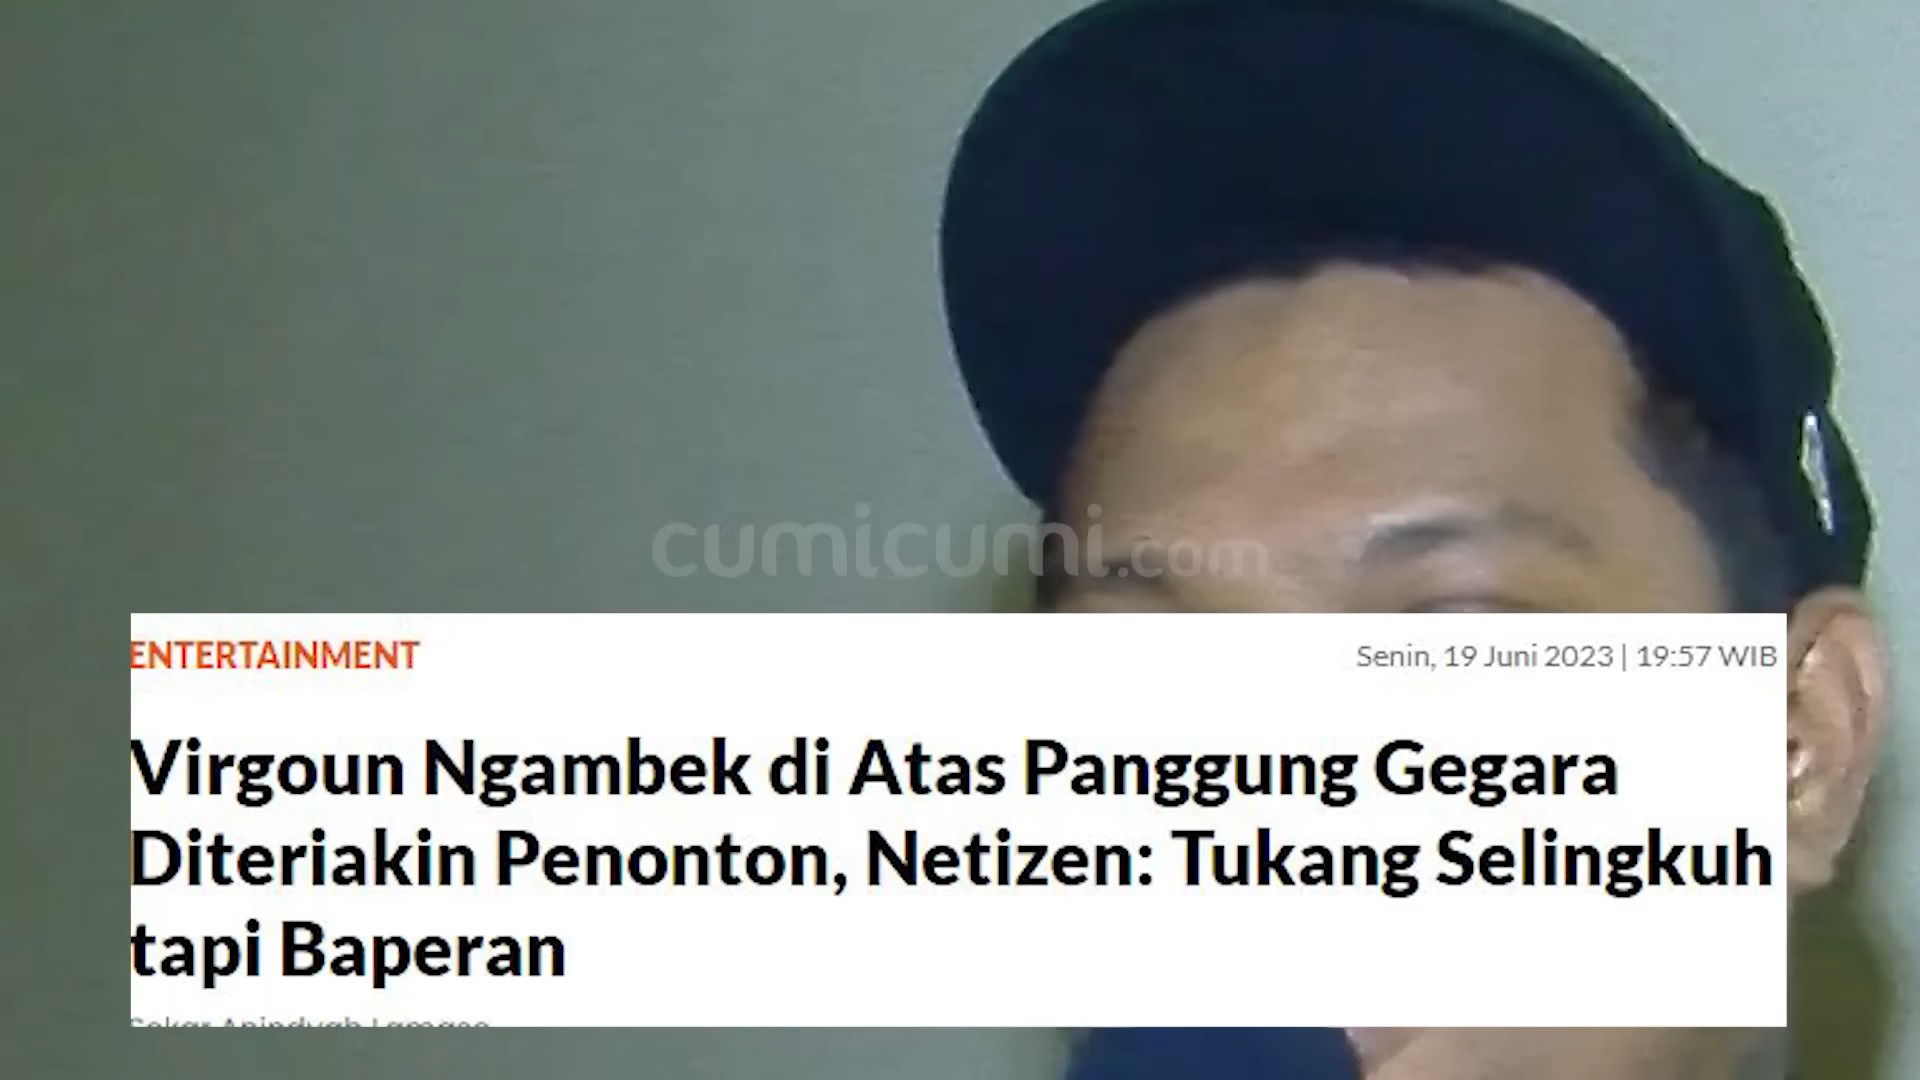 cumicumi.com
ENTERTAINMENT
Senin, 19 Juni 2023 | 19:57 WIB
Virgoun Ngambek di Atas Panggung Gegara
Diteriakin Penonton, Netizen: Tukang Selingkuh
tapi Baperan